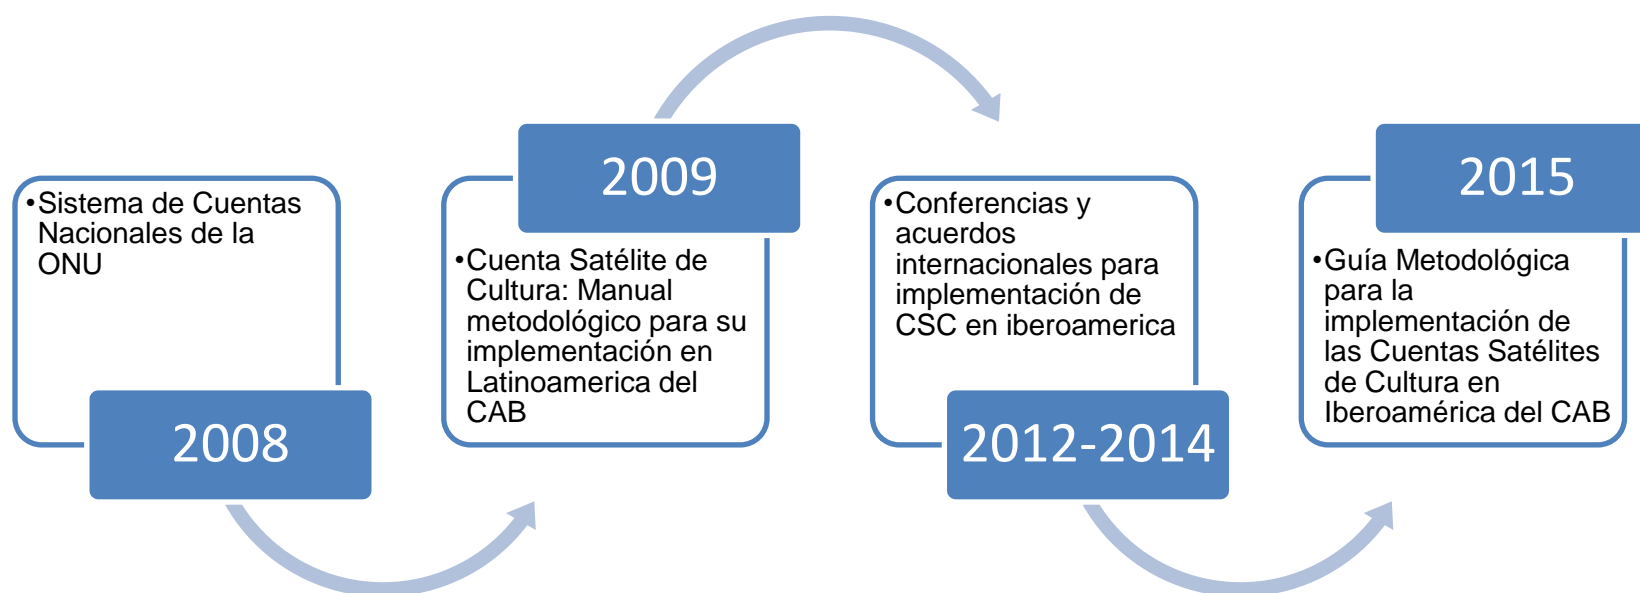 •Sistema de Cuentas
Nacionales de la
ONU
2008
2009
•Cuenta Satélite de
Cultura: Manual
metodológico para su
implementación en
Latinoamerica del
CAB
•Conferencias y
acuerdos
internacionales para
implementación de
CSC en iberoamerica
2012-2014
2015
•Guía Metodológica
para la
implementación de
las Cuentas Satélites
de Cultura en
Iberoamérica del CAB